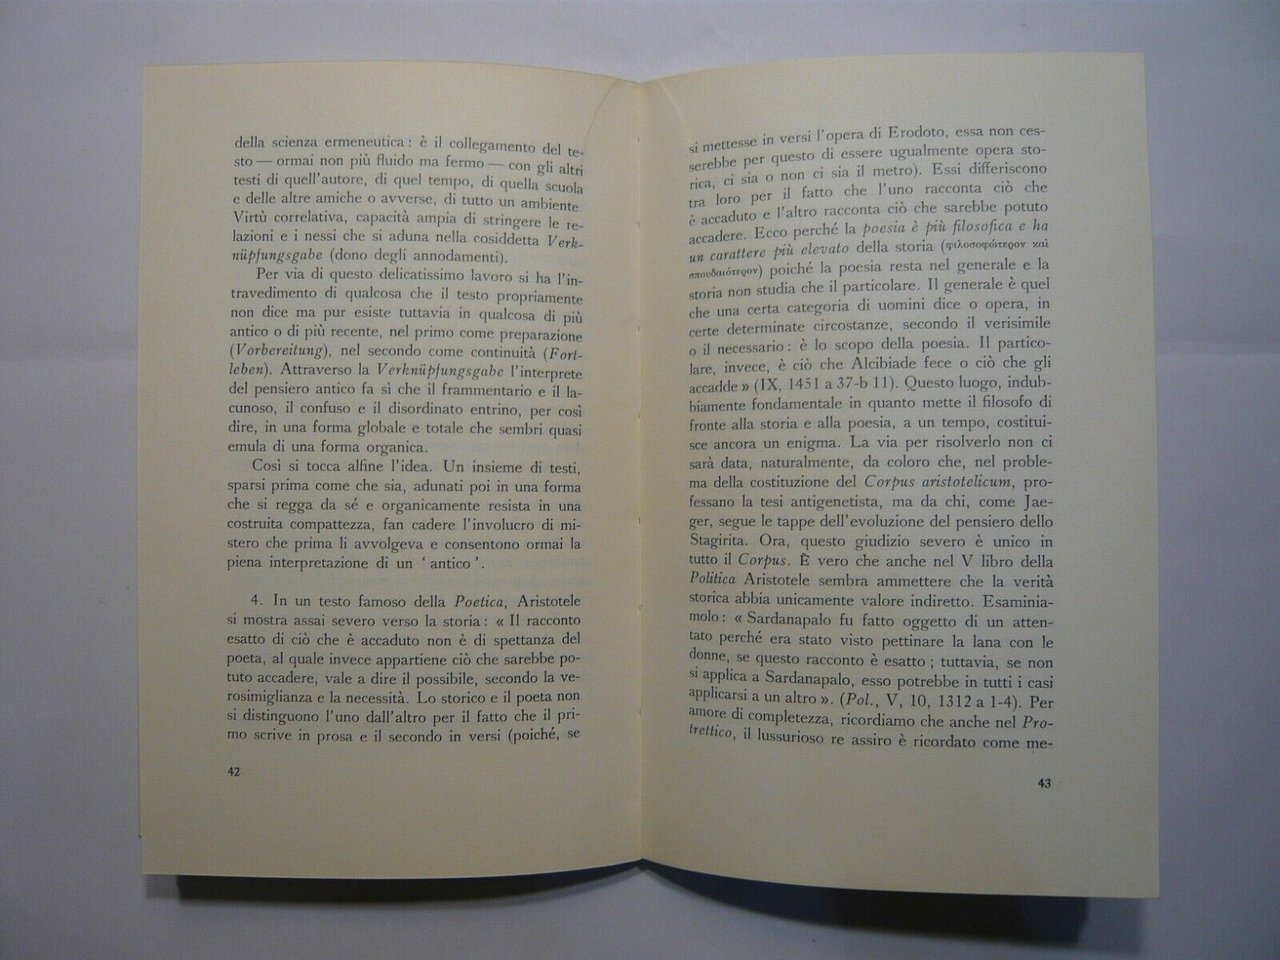 della scienza ermeneutica : è il collegamento del te-
sto — ormai non più fluido ma fermo — con gli altri
testi di quell'autore, di quel tempo, di quella scuola
e delle altre amiche o avverse, di tutto un ambiente
Virtù correlativa, capacità ampia di stringere le re-
lazioni e i nessi che si aduna nella cosiddetta Verk-
nüpfungsgabe (dono degli annodamenti).
Per via di questo delicatissimo lavoro si ha l'in-
travedimento di qualcosa che il testo propriamente
non dice ma pur esiste tuttavia in qualcosa di più
antico o di più recente, nel primo come preparazione
(Vorbereitung), nel secondo come continuità (Fort-
leben). Attraverso la Verknüpfungsgabe l'interprete
del pensiero antico fa sì che il frammentario e il la-
cunoso, il confuso e il disordinato entrino, per così
dire, in una forma globale e totale che sembri quasi
emula di una forma organica.
Così si tocca alfine l'idea. Un insieme di testi,
sparsi prima come che sia, adunati poi in una forma
che si regga da sé e organicamente resista in una
costruita compattezza, fan cadere l'involucro di mi-
stero che prima li avvolgeva e consentono ormai la
piena interpretazione di un ' antico '.
4. In un testo famoso della Poetica, Aristotele
si mostra assai severo verso la storia : « Il racconto
esatto di ciò che è accaduto non è di spettanza del
poeta, al quale invece appartiene ciò che sarebbe po-
tuto accadere, vale a dire il possibile, secondo la ve-
rosimiglianza e la necessità. Lo storico e il poeta non
si distinguono l'uno dall'altro per il fatto che il pri-
mo scrive in prosa e il secondo in versi (poiché, se
42
si mettesse in versi l'opera di Erodoto, essa non ces-
serebbe per questo di essere ugualmente opera sto-
rica, ci sia o non ci sia il metro). Essi differiscono
tra loro per il fatto che l'uno racconta ciò che
è accaduto e l'altro racconta ciò che sarebbe potuto
accadere. Ecco perché la poesia è più filosofica e ha
un carattere più elevato della storia (φιλοσοφώτερον καὶ
σπουδαιότερον) poiché la poesia resta nel generale e la
storia non studia che il particolare. Il generale è quel
che una certa categoria di uomini dice o opera, in
certe determinate circostanze, secondo il verisimile
o il necessario : è lo scopo della poesia. Il partico-
lare, invece, è ciò che Alcibiade fece o ciò che gli
accadde » (IX, 1451 a 37-b 11). Questo luogo, indub-
biamente fondamentale in quanto mette il filosofo di
fronte alla storia e alla poesia, a un tempo, costitui-
sce ancora un enigma. La via per risolverlo non ci
sarà data, naturalmente, da coloro che, nel proble-
ma della costituzione del Corpus aristotelicum, pro-
fessano la tesi antigenetista, ma da chi, come Jae-
ger, segue le tappe dell'evoluzione del pensiero dello
Stagirita. Ora, questo giudizio severo è unico in
tutto il Corpus. È vero che anche nel V libro della
Politica Aristotele sembra ammettere che la verità
storica abbia unicamente valore indiretto. Esaminia-
molo : « Sardanapalo fu fatto oggetto di un atten-
tato perché era stato visto pettinare la lana con le
donne, se questo racconto è esatto ; tuttavia, se non
si applica a Sardanapalo, esso potrebbe in tutti i casi
applicarsi a un altro ». (Pol., V, 10, 1312 a 1-4). Per
amore di completezza, ricordiamo che anche nel Pro-
trettico, il lussurioso re assiro è ricordato come me-
43